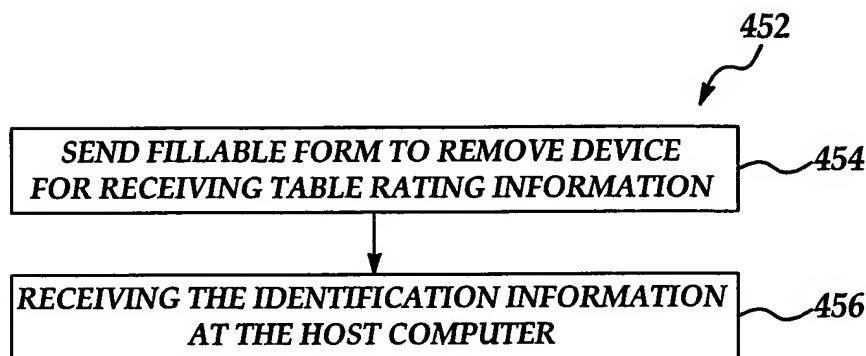 452
SEND FILLABLE FORM TO REMOVE DEVICE
FOR RECEIVING TABLE RATING INFORMATION
454
RECEIVING THE IDENTIFICATION INFORMATION
AT THE HOST COMPUTER
456